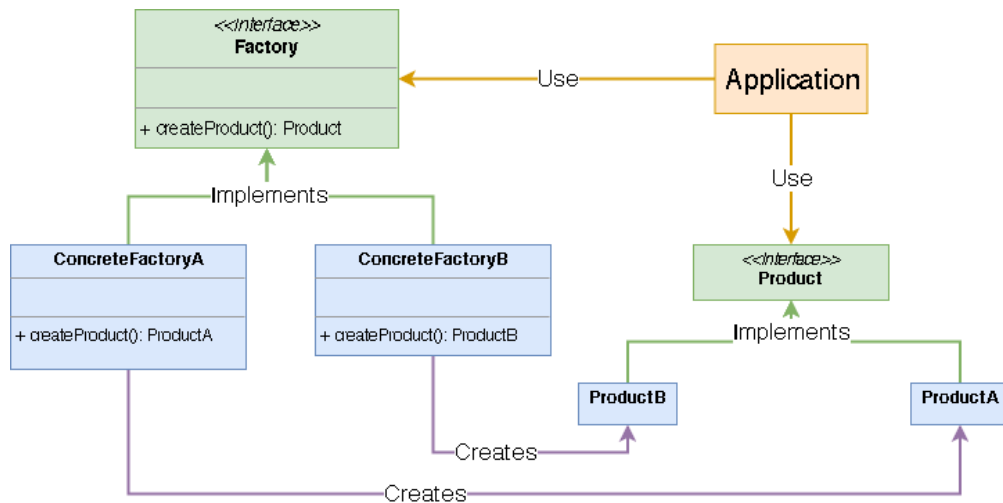 <<Interface>>
Factory
+ createProduct(): Product
Use
Application
Use
Implements
ConcreteFactoryA
+ createProduct(): ProductA
ConcreteFactoryB
+ createProduct(): ProductB
<<Interface>>
Product
Implements
ProductB
ProductA
Creates
Creates